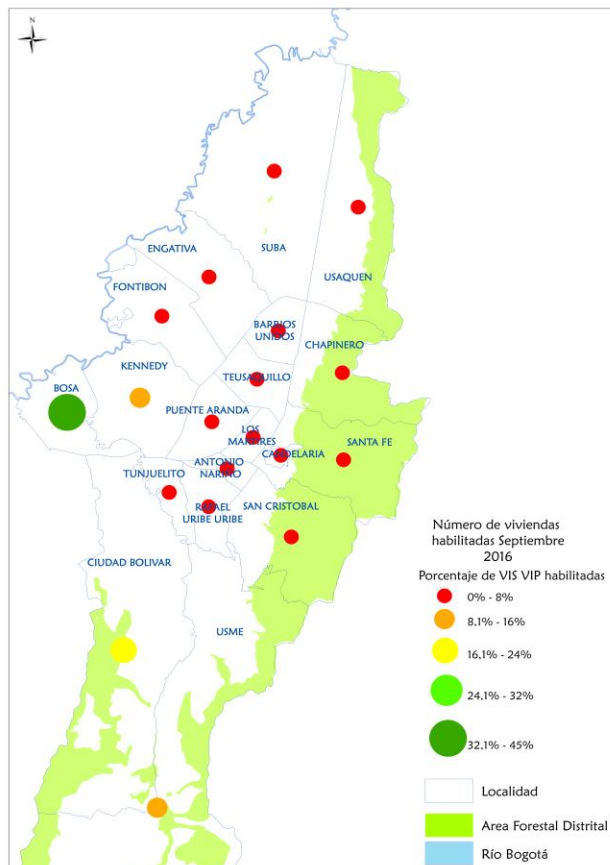 N
SUBA
USAQUEN
ENGATIVA
FONTIBON
BARRIOS
UNIDOS
CHAPINERO
KENNEDY
TEUSAQUILLO
BOSA
PUENTE ARANDA
LOS
MARTIRES
SANTA FE
CANDELARIA
ANTONIO
NARIÑO
TUNJUELITO
RAFAEL
URIBE URIBE
SAN CRISTOBAL
CIUDAD BOLIVAR
USME
Número de viviendas
habilitadas Septiembre
2016
Porcentaje de VIS VIP habilitadas
0% - 8%
8,1% - 16%
16.1% - 24%
24,1% - 32%
32.1% - 45%
Localidad
Area Forestal Distrital
Río Bogotá